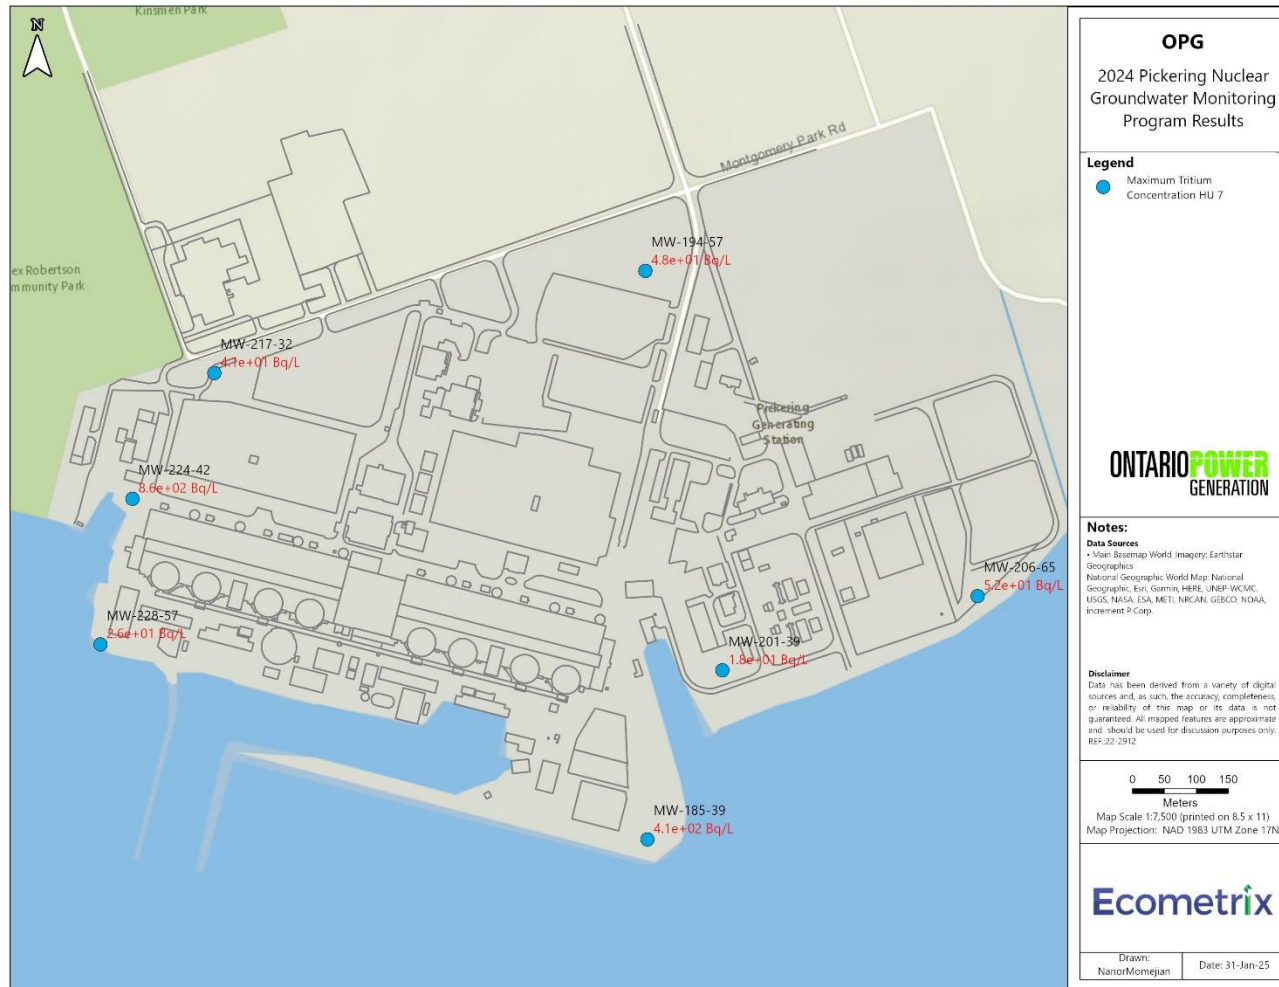 Kinsmen Park
N
Montgomery Park Rd
MW-194-57
4.8e+01 Bq/L
ex Robertson
mmunity Park
MW-217-32
4.1e+01 Bq/L
Pickering
Generating
Station
MW-224-42
8.6e+02 Bq/L
MW-206-65
5.2e+01 Bq/L
MW-228-57
2.6e+01 Bq/L
MW-201-39
1.8e+01 Bq/L
MW-185-39
4.1e+02 Bq/L
OPG
2024 Pickering Nuclear
Groundwater Monitoring
Program Results
Legend
Maximum Tritium
Concentration HU 7
ONTARIOPOWER
GENERATION
Notes:
Data Sources
• Main Basemap World Imagery: Earthstar
Geographics
National Geographic World Map: National
Geographic, Esri, Garmin, HERE, UNEP-WCMC,
USGS, NASA, ESA, METI, NRCAN, GEBCO, NOAA,
increment P Corp.
Disclaimer
Data has been derived from a variety of digital
sources and, as such, the accuracy, completeness,
or reliability of this map or its data is not
guaranteed. All mapped features are approximate
and should be used for discussion purposes only.
REF:22-2912
0 50 100 150
Meters
Map Scale 1:7,500 (printed on 8.5 x 11)
Map Projection: NAD 1983 UTM Zone 17N
Ecometrix
Drawn:
NanorMomejian
Date: 31-Jan-25